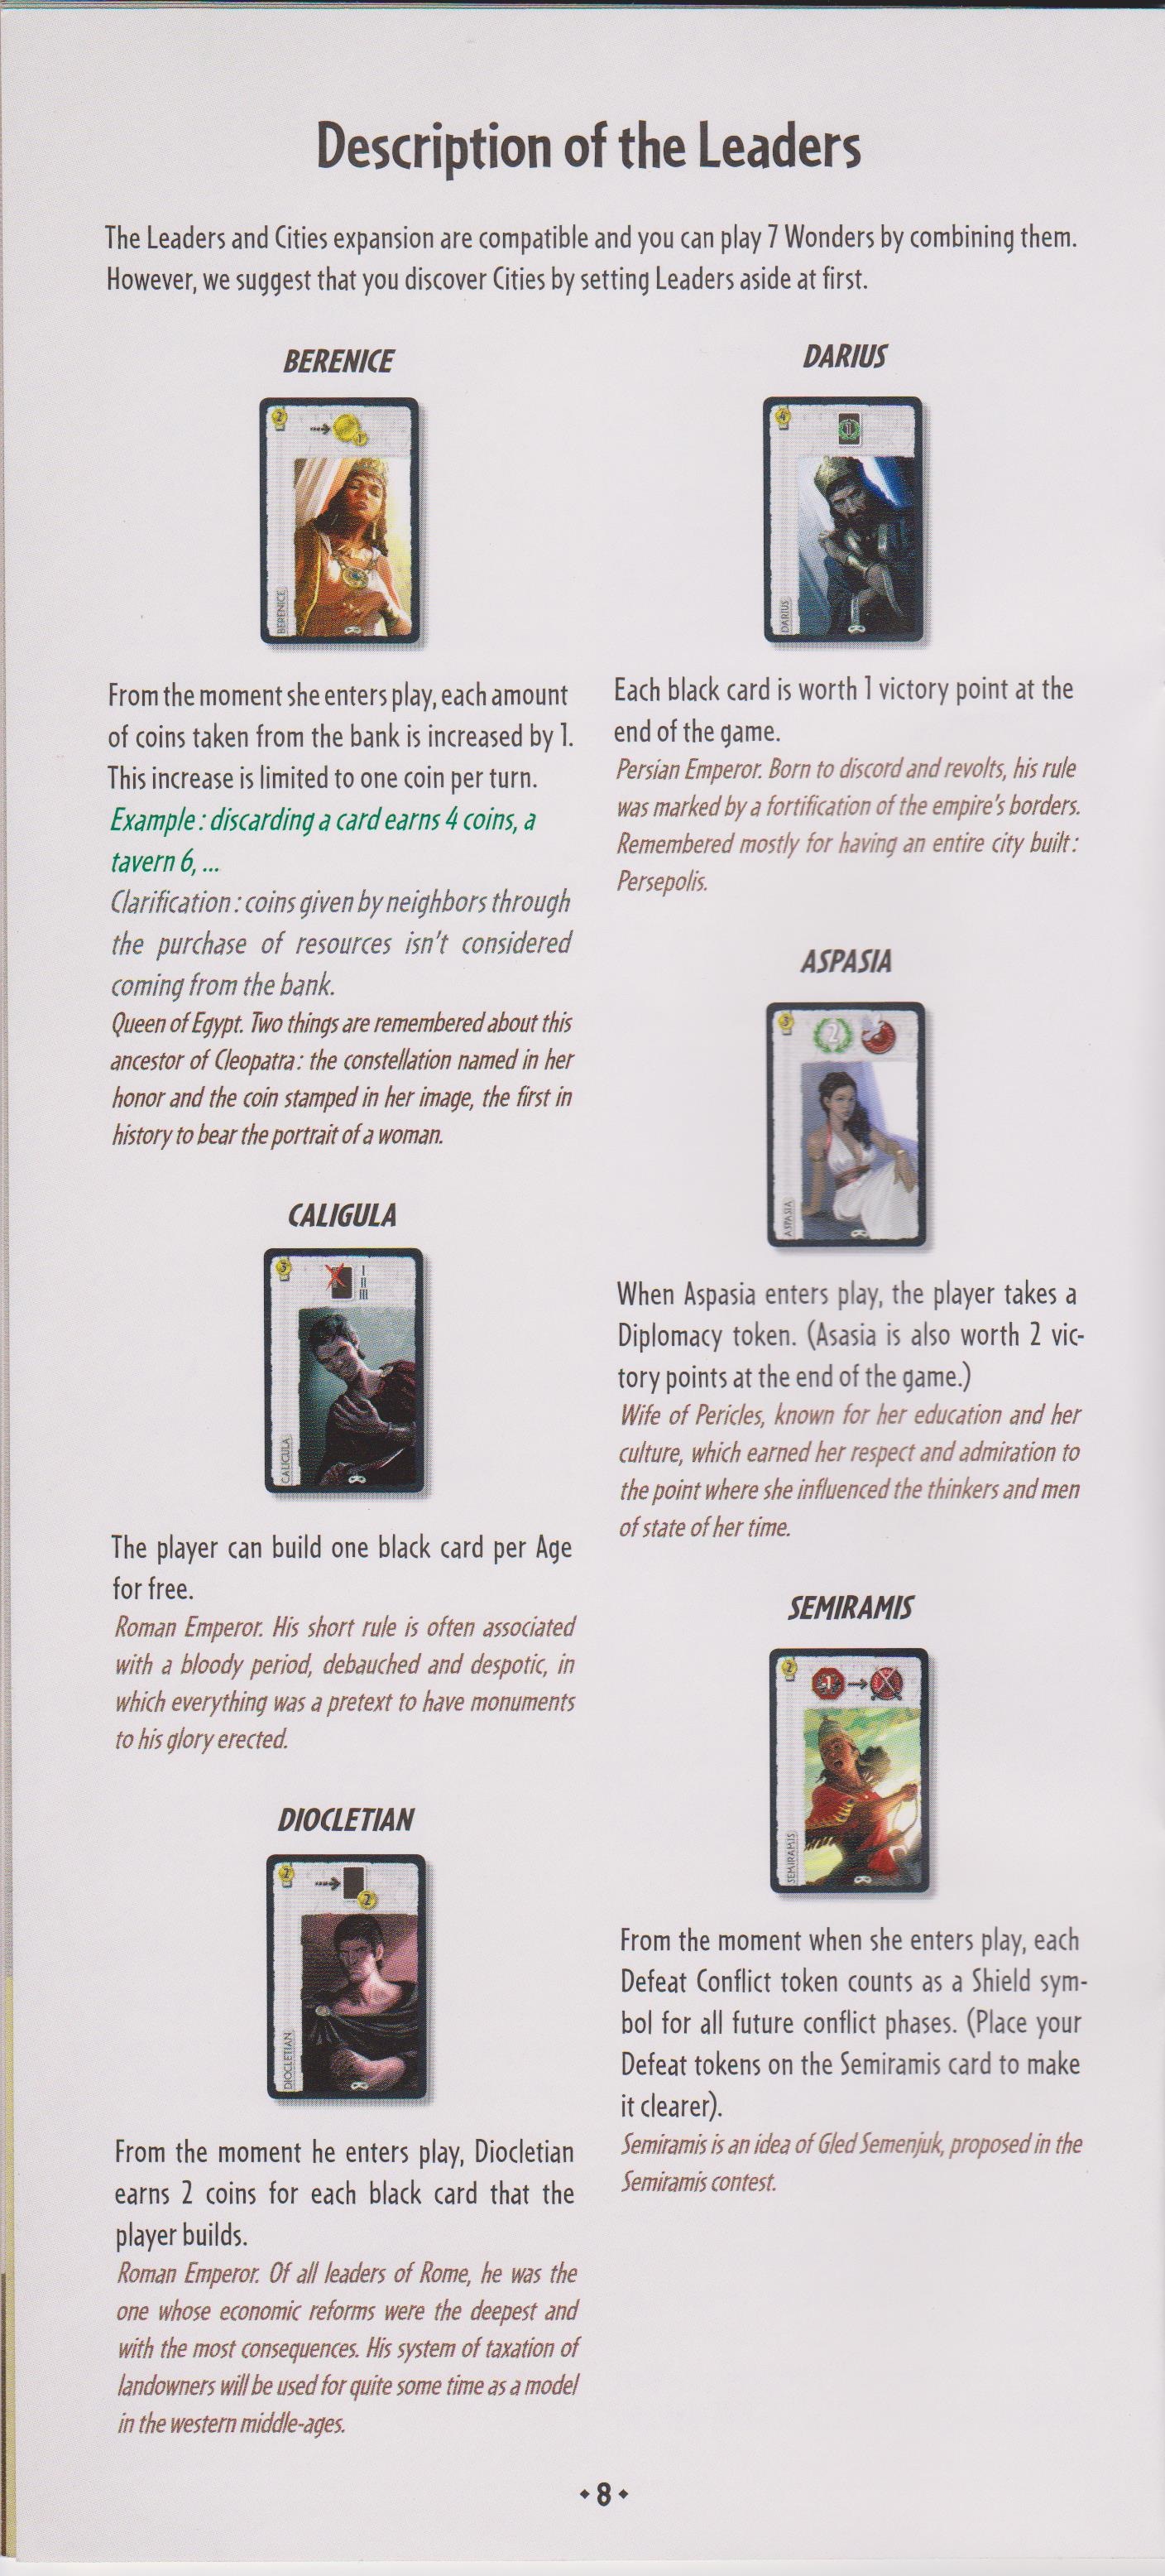 Description of the Leaders
The Leaders and Cities expansion are compatible and you can play 7 Wonders by combining them.
However, we suggest that you discover Cities by setting Leaders aside at first.
BERENICE
2
1
BERENICE
From the moment she enters play, each amount
of coins taken from the bank is increased by 1.
This increase is limited to one coin per turn.
Example : discarding a card earns 4 coins, a
tavern 6, ...
Clarification : coins given by neighbors through
the purchase of resources isn't considered
coming from the bank.
Queen of Egypt. Two things are remembered about this
ancestor of Cleopatra : the constellation named in her
honor and the coin stamped in her image, the first in
history to bear the portrait of a woman.
CALIGULA
3
I
II
III
CALIGULA
The player can build one black card per Age
for free.
Roman Emperor. His short rule is often associated
with a bloody period, debauched and despotic, in
which everything was a pretext to have monuments
to his glory erected.
DIOCLETIAN
2
2
DIOCLETIAN
From the moment he enters play, Diocletian
earns 2 coins for each black card that the
player builds.
Roman Emperor. Of all leaders of Rome, he was the
one whose economic reforms were the deepest and
with the most consequences. His system of taxation of
landowners will be used for quite some time as a model
in the western middle-ages.
DARIUS
4
1
DARIUS
Each black card is worth 1 victory point at the
end of the game.
Persian Emperor. Born to discord and revolts, his rule
was marked by a fortification of the empire's borders.
Remembered mostly for having an entire city built :
Persepolis.
ASPASIA
3
2
ASPASIA
When Aspasia enters play, the player takes a
Diplomacy token. (Asasia is also worth 2 vic-
tory points at the end of the game.)
Wife of Pericles, known for her education and her
culture, which earned her respect and admiration to
the point where she influenced the thinkers and men
of state of her time.
SEMIRAMIS
2
-1
SEMIRAMIS
From the moment when she enters play, each
Defeat Conflict token counts as a Shield sym-
bol for all future conflict phases. (Place your
Defeat tokens on the Semiramis card to make
it clearer).
Semiramis is an idea of Gled Semenjuk, proposed in the
Semiramis contest.
8